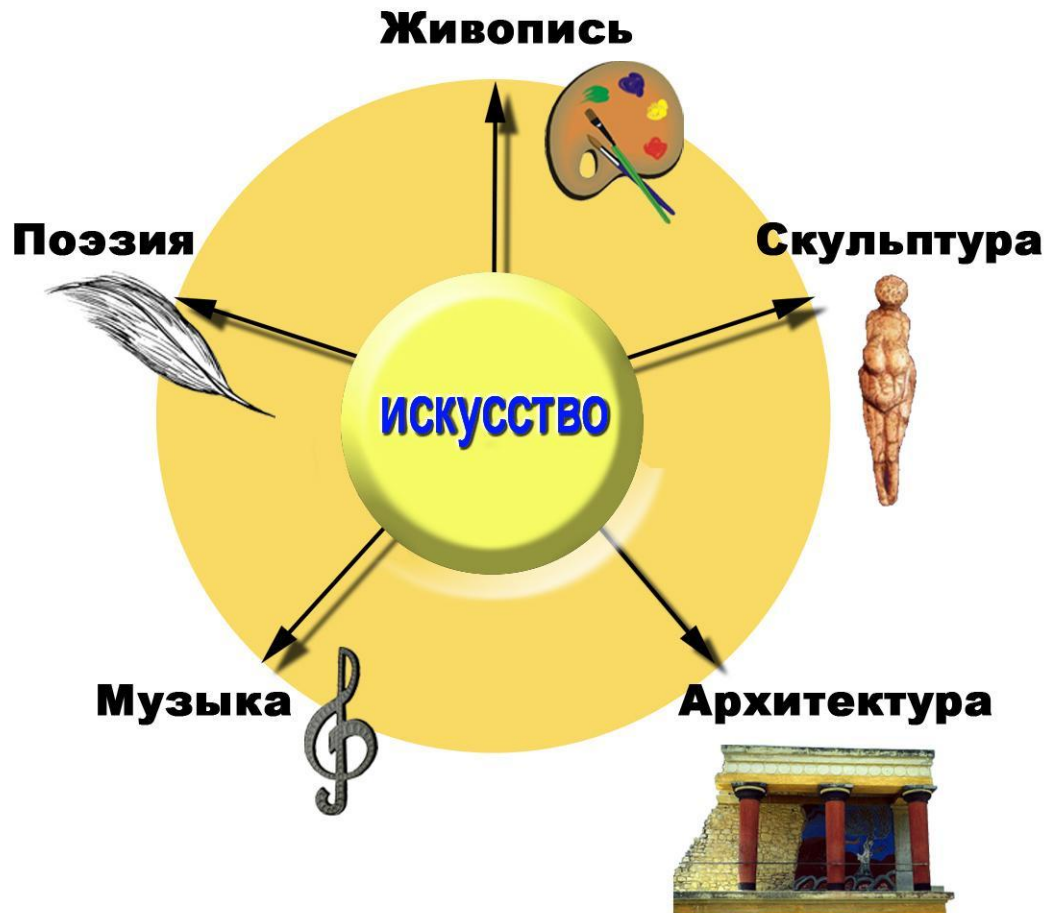 Живопись
Поэзия
Скульптура
искусство
Музыка
Архитектура